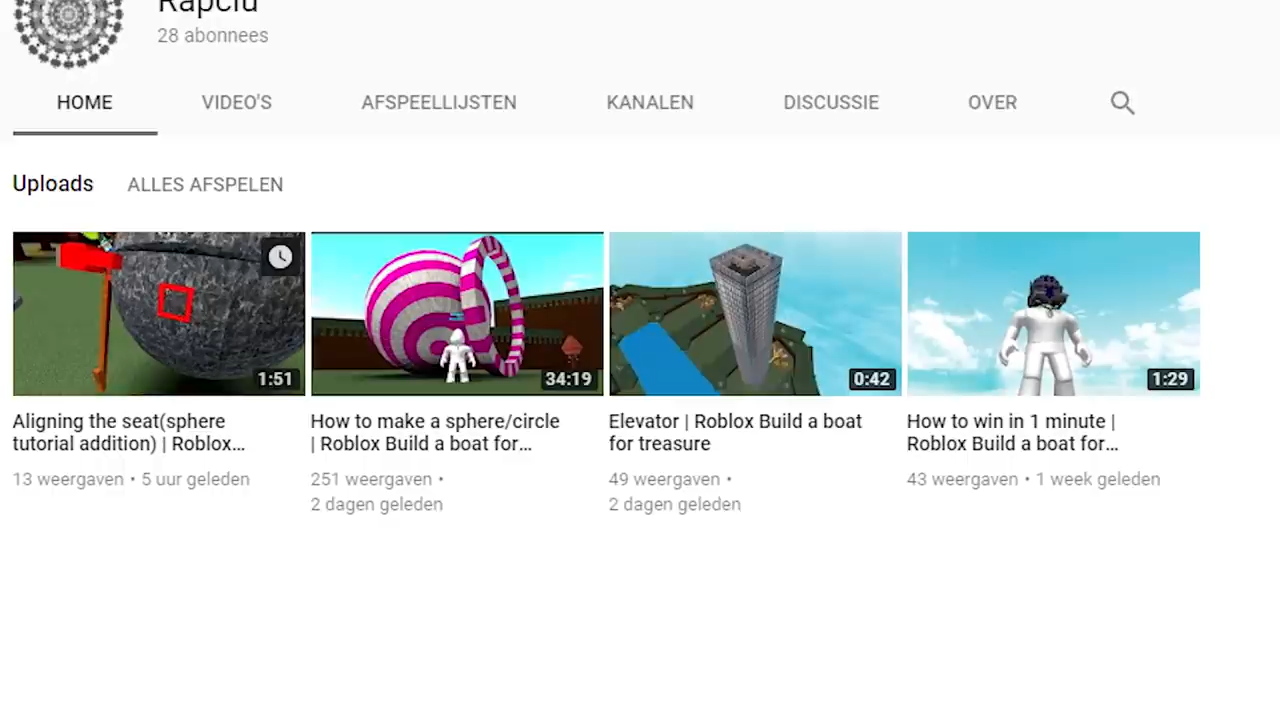 Rapciu
28 abonnees
HOME VIDEO'S AFSPEELLIJSTEN KANALEN DISCUSSIE OVER
Uploads ALLES AFSPELEN
1:51 34:19 0:42 1:29
Aligning the seat(sphere
tutorial addition) | Roblox...
13 weergaven • 5 uur geleden
How to make a sphere/circle
| Roblox Build a boat for...
251 weergaven •
2 dagen geleden
Elevator | Roblox Build a boat
for treasure
49 weergaven •
2 dagen geleden
How to win in 1 minute |
Roblox Build a boat for...
43 weergaven • 1 week geleden